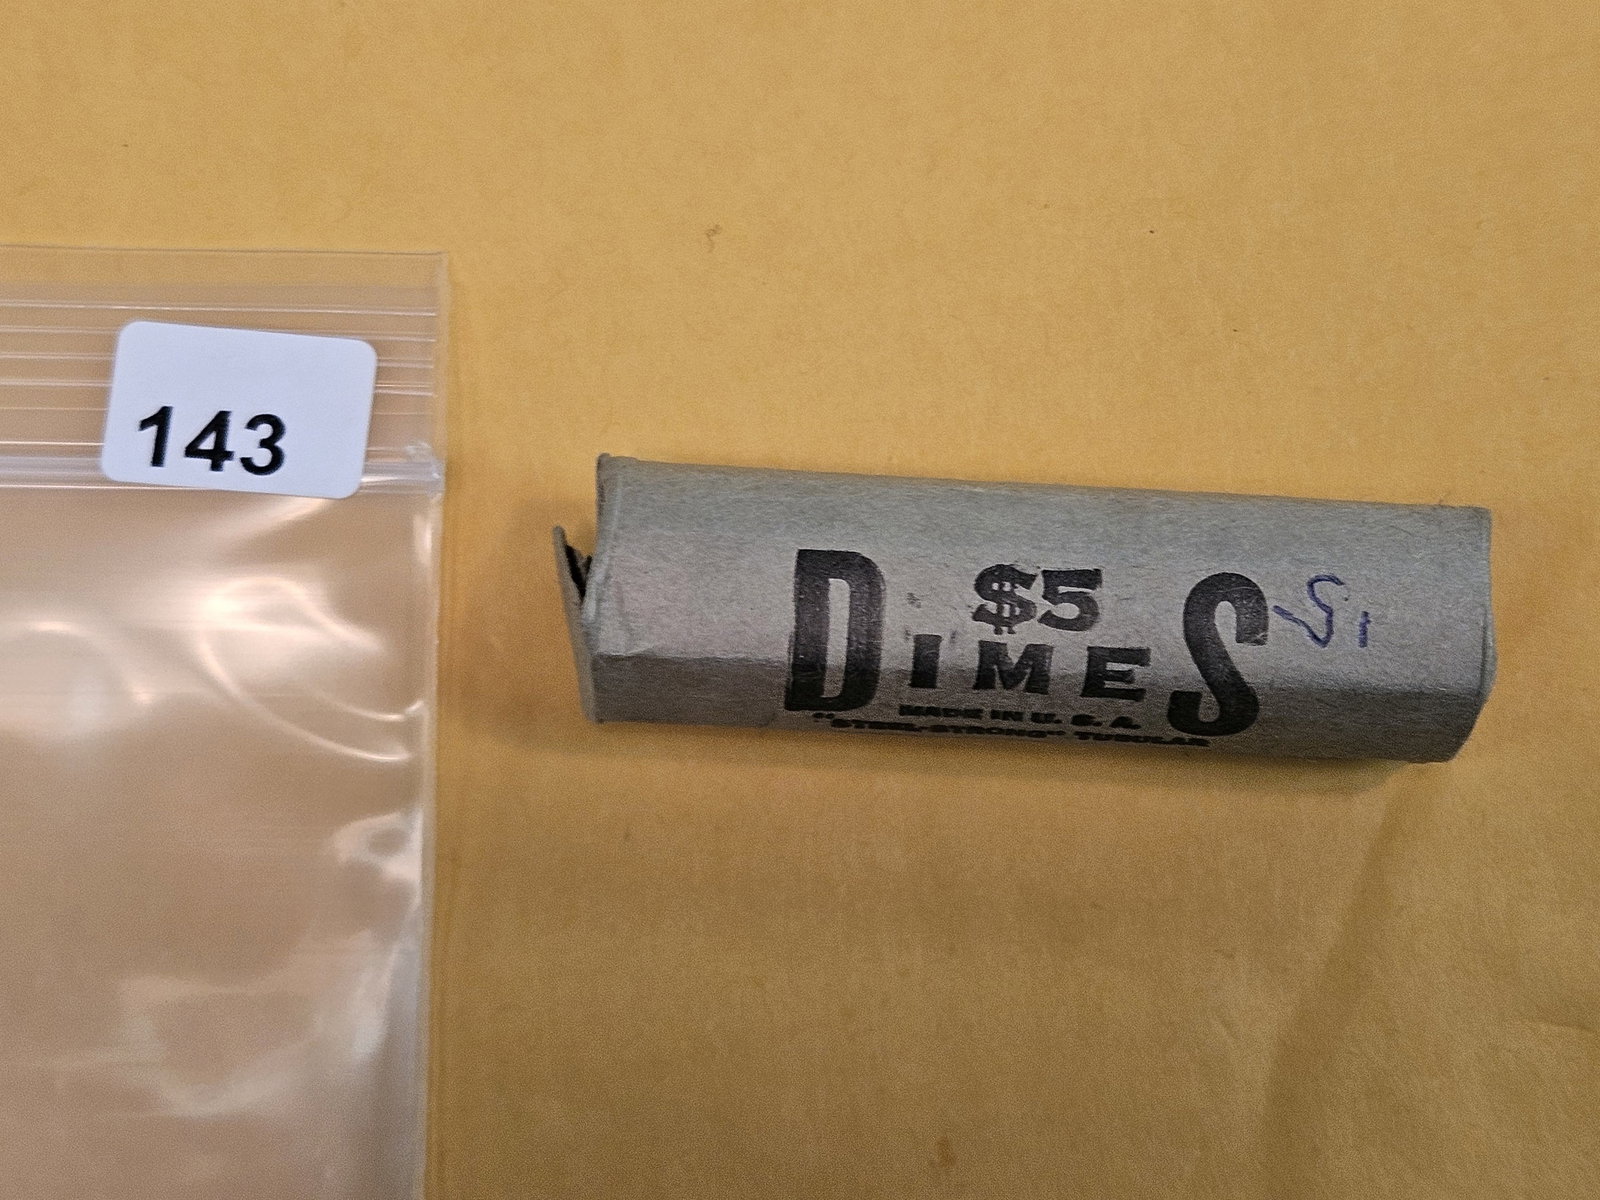 143
$5
DIMES
MADE IN U. S. A.
"STEEL-STRONG" TUBULAR